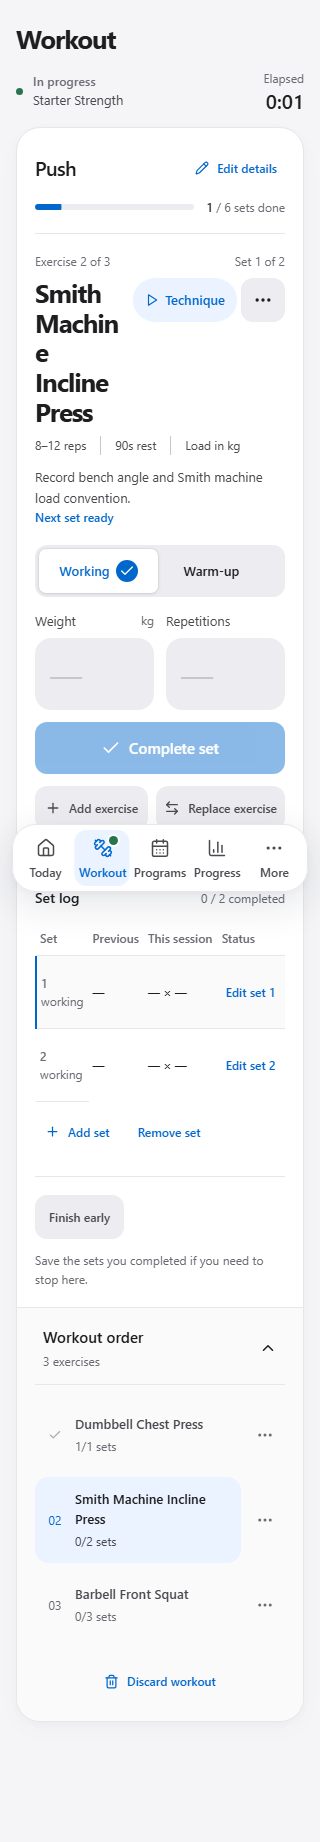 Workout
In progress
Starter Strength
Elapsed
0:01
Push
Edit details
1 / 6 sets done
Exercise 2 of 3
Set 1 of 2
Smith
Machin
e
Incline
Press
Technique
8–12 reps
90s rest
Load in kg
Record bench angle and Smith machine
load convention.
Next set ready
Working
Warm-up
Weight
kg
Repetitions
Complete set
Add exercise
Replace exercise
Today
Workout
Programs
Progress
More
Set log
0 / 2 completed
Set
Previous
This session
Status
1
working
—
— × —
Edit set 1
2
working
—
— × —
Edit set 2
Add set
Remove set
Finish early
Save the sets you completed if you need to
stop here.
Workout order
3 exercises
Dumbbell Chest Press
1/1 sets
02
Smith Machine Incline
Press
0/2 sets
03
Barbell Front Squat
0/3 sets
Discard workout